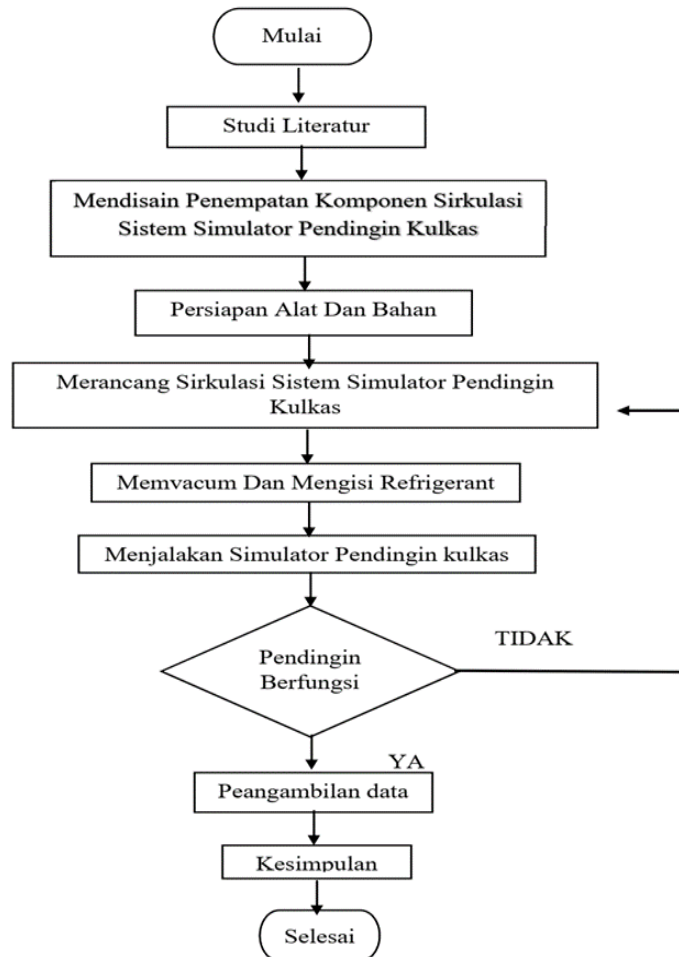 Mulai
Studi Literatur
Mendisain Penempatan Komponen Sirkulasi
Sistem Simulator Pendingin Kulkas
Persiapan Alat Dan Bahan
Merancang Sirkulasi Sistem Simulator Pendingin
Kulkas
Memvacum Dan Mengisi Refrigerant
Menjalakan Simulator Pendingin kulkas
TIDAK
Pendingin
Berfungsi
YA
Peangambilan data
Kesimpulan
Selesai